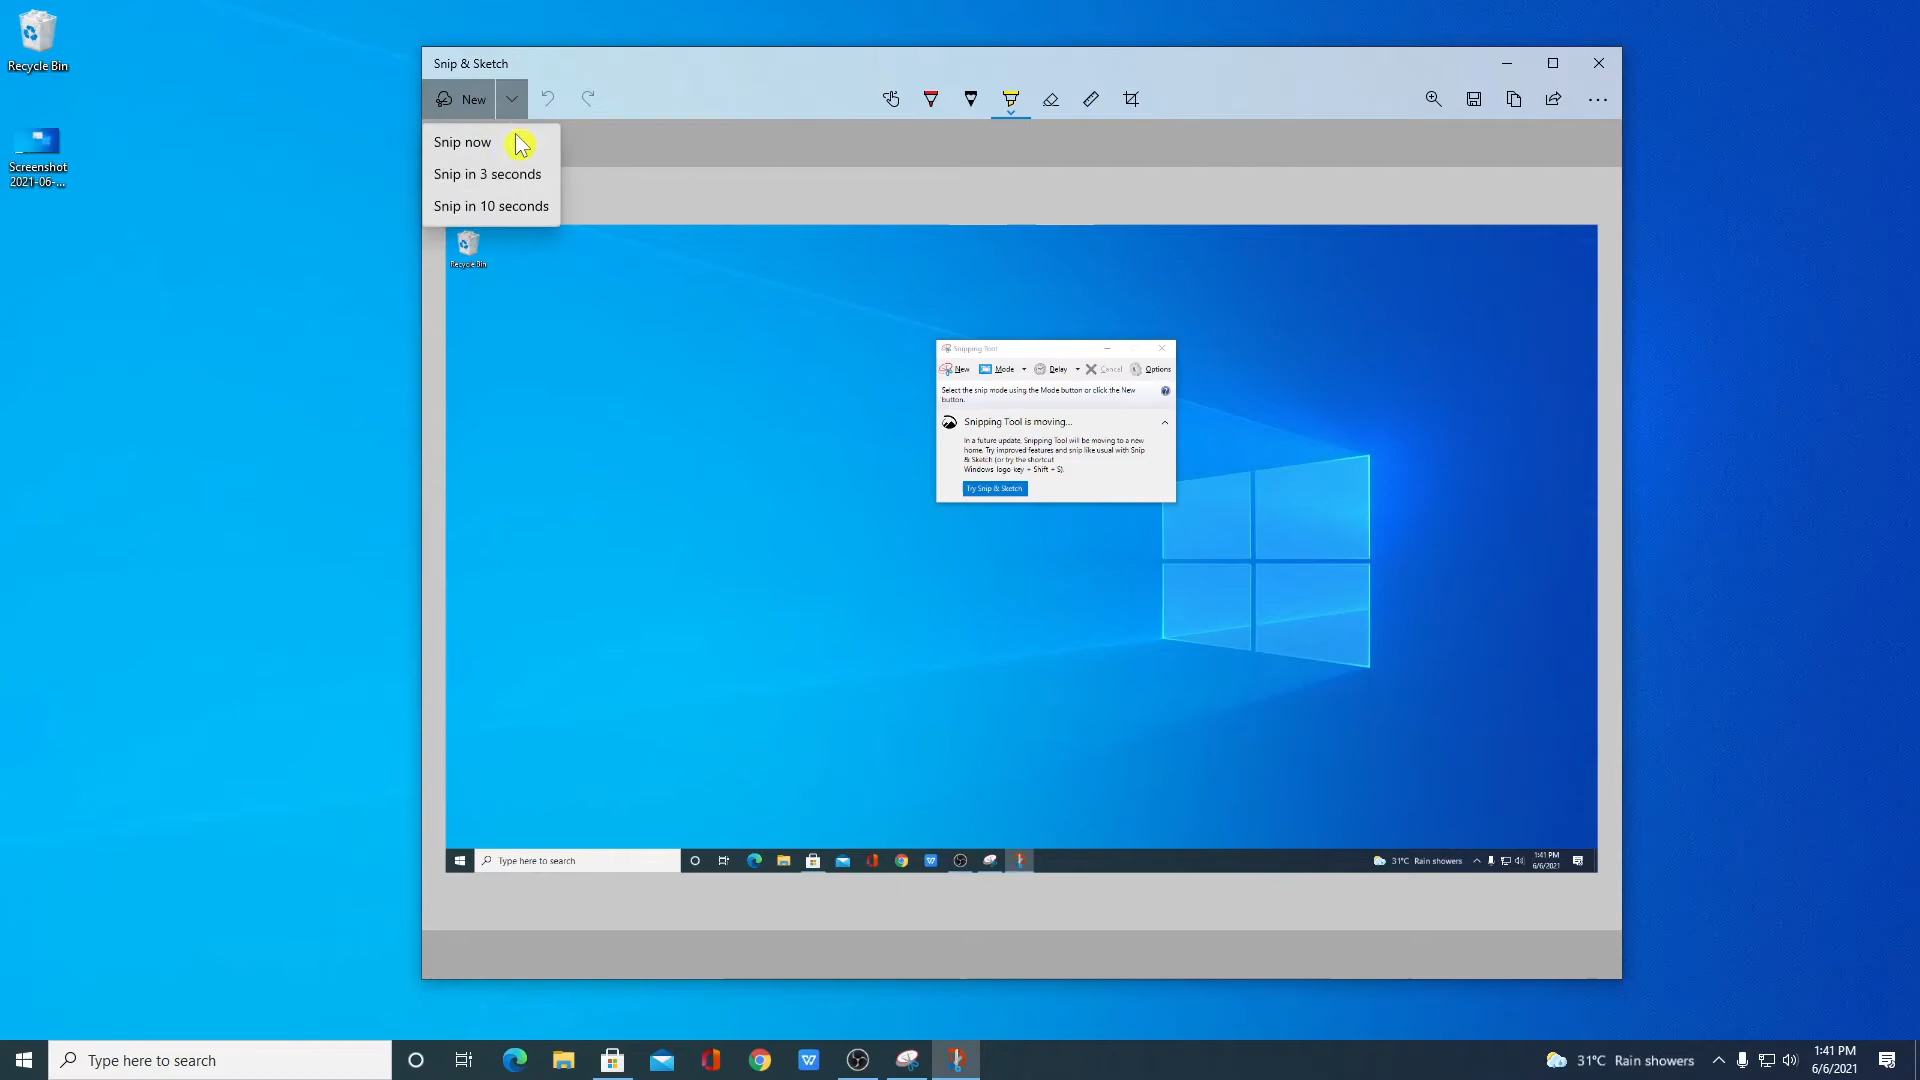 Recycle Bin
Screenshot
2021-06-...
Snip & Sketch
New
Snip now
Snip in 3 seconds
Snip in 10 seconds
Recycle Bin
Snipping Tool
New Mode Delay Cancel Options
Select the snip mode using the Mode button or click the New
button.
Snipping Tool is moving...
In a future update, Snipping Tool will be moving to a new
home. Try improved features and snip like usual with Snip
& Sketch (or try the shortcut
Windows logo key + Shift + S).
Try Snip & Sketch
Type here to search
31°C Rain showers
1:41 PM
6/6/2021
Type here to search
31°C Rain showers
1:41 PM
6/6/2021